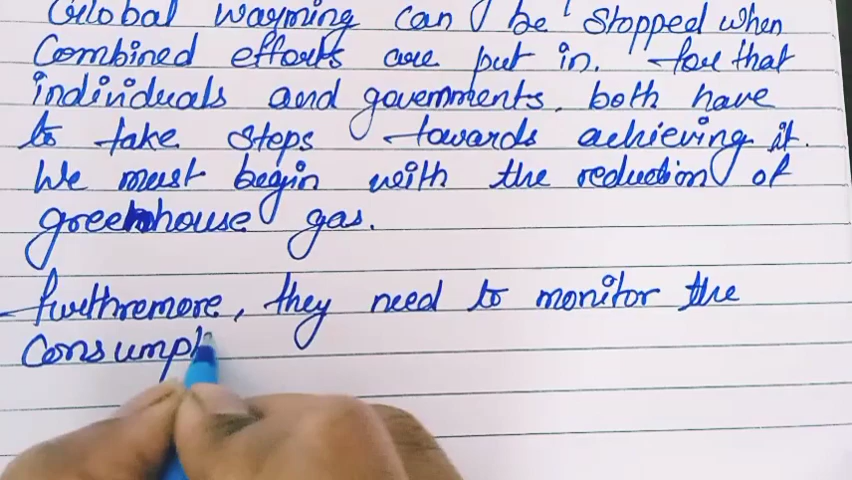 Global warming can be stopped when
Combined efforts are put in. For that
individuals and governments. both have
to take steps towards achieving it.
We must begin with the reduction of
greenhouse gas.
Furthremore, they need to monitor the
Consump